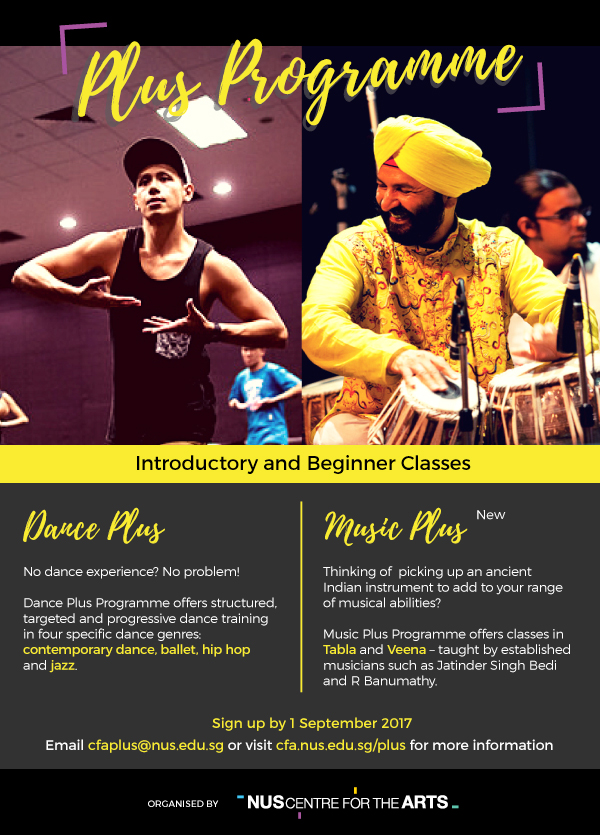 Plus Programme
Introductory and Beginner Classes
Dance Plus
No dance experience? No problem!
Dance Plus Programme offers structured,
targeted and progressive dance training
in four specific dance genres:
contemporary dance, ballet, hip hop
and jazz.
Music Plus New
Thinking of picking up an ancient
Indian instrument to add to your range
of musical abilities?
Music Plus Programme offers classes in
Tabla and Veena – taught by established
musicians such as Jatinder Singh Bedi
and R Banumathy.
Sign up by 1 September 2017
Email cfaplus@nus.edu.sg or visit cfa.nus.edu.sg/plus for more information
ORGANISED BY NUS CENTRE FOR THE ARTS